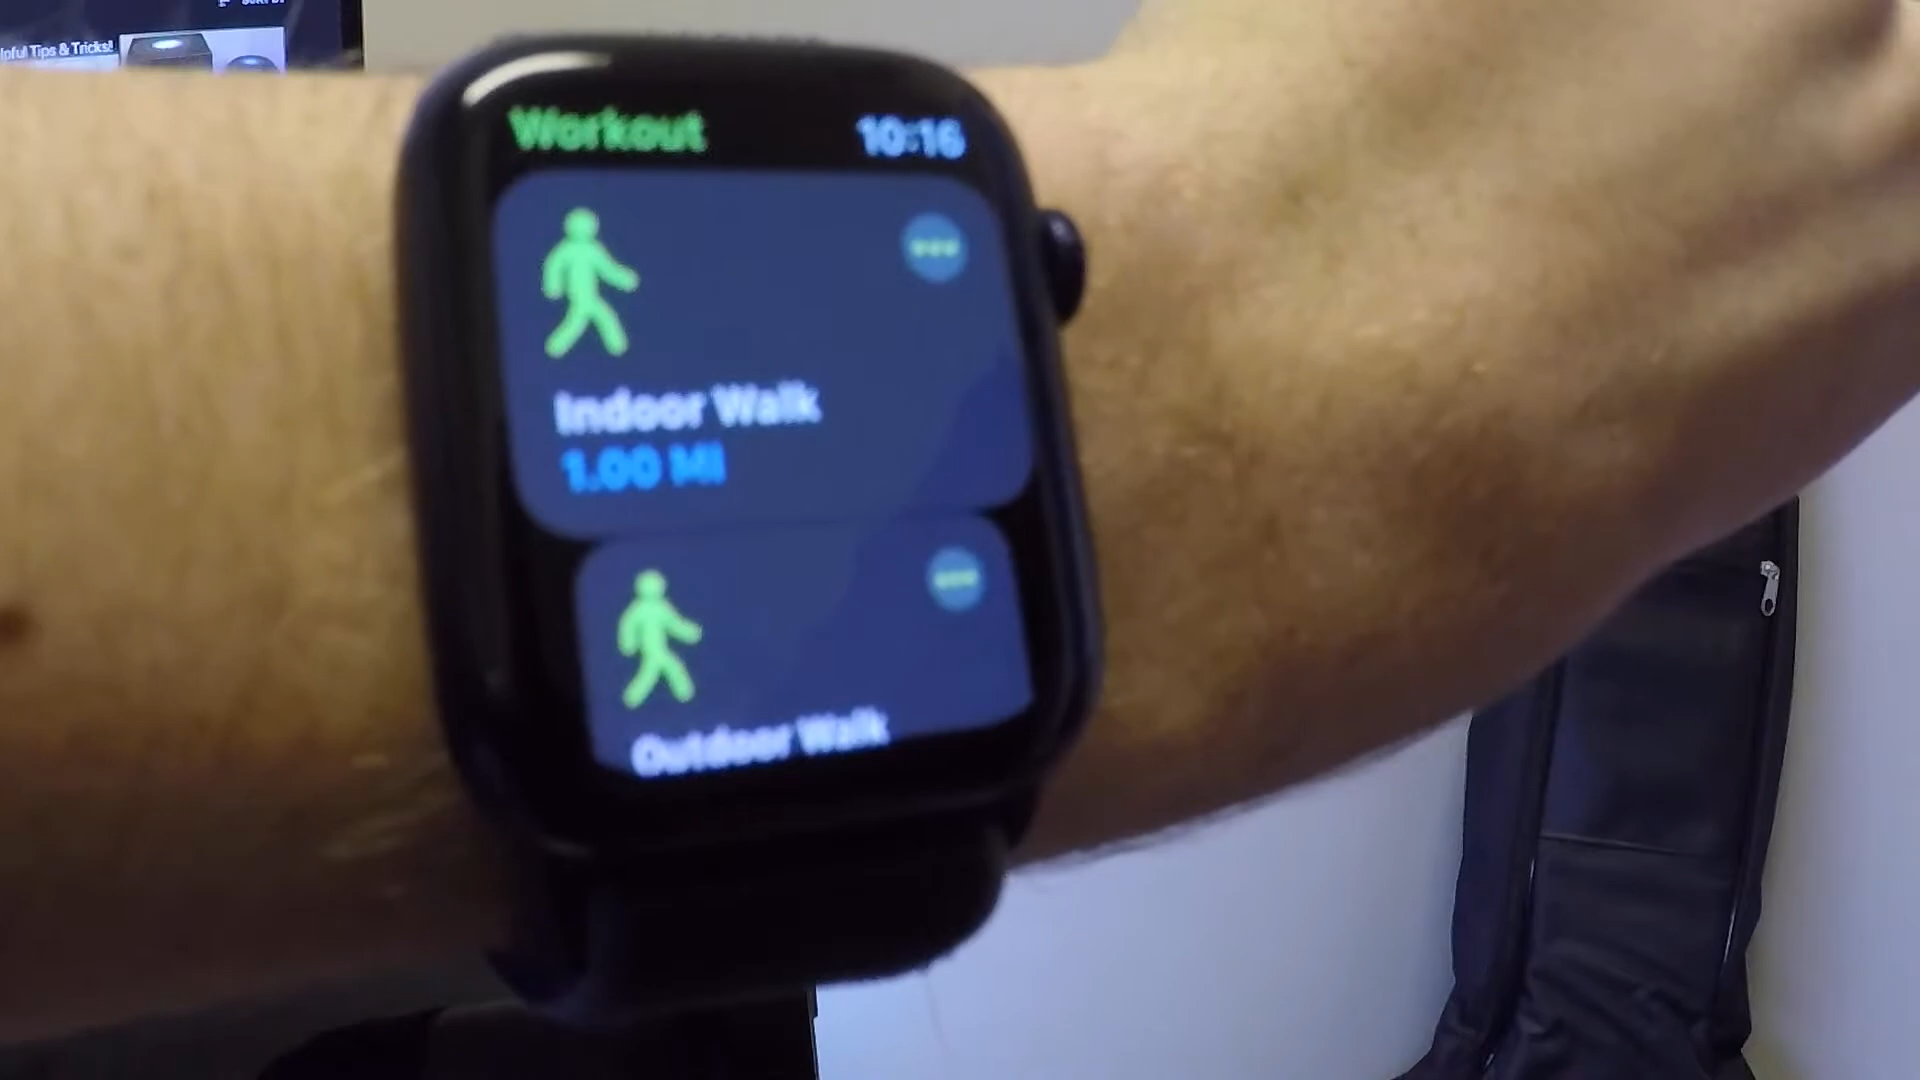 lpful Tips & Tricks!
Workout
10:16
Indoor Walk
1.00 MI
Outdoor Walk